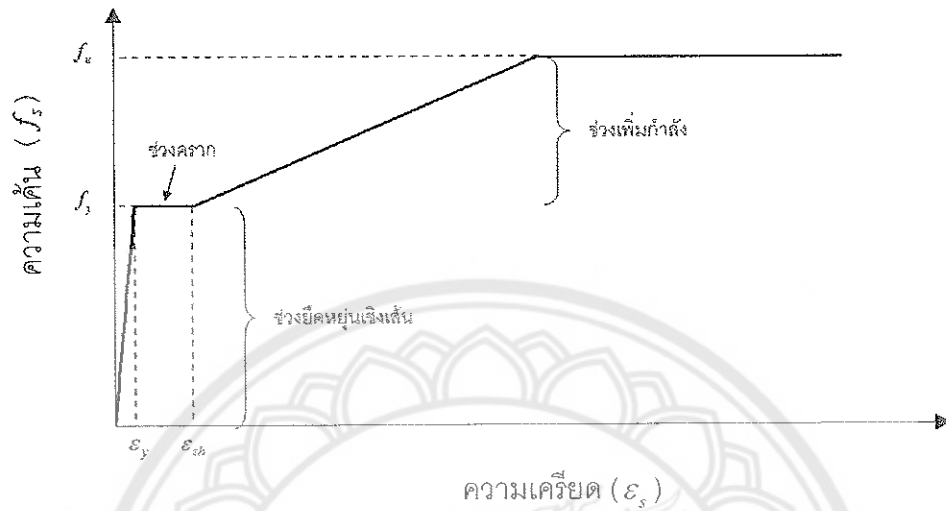 f_u
ช่วงเพิ่มกำลัง
ช่วงคราก
f_y
ความเค้น (f_s)
ช่วงยืดหยุ่นเชิงเส้น
ε_y ε_sh
ความเครียด (ε_s)